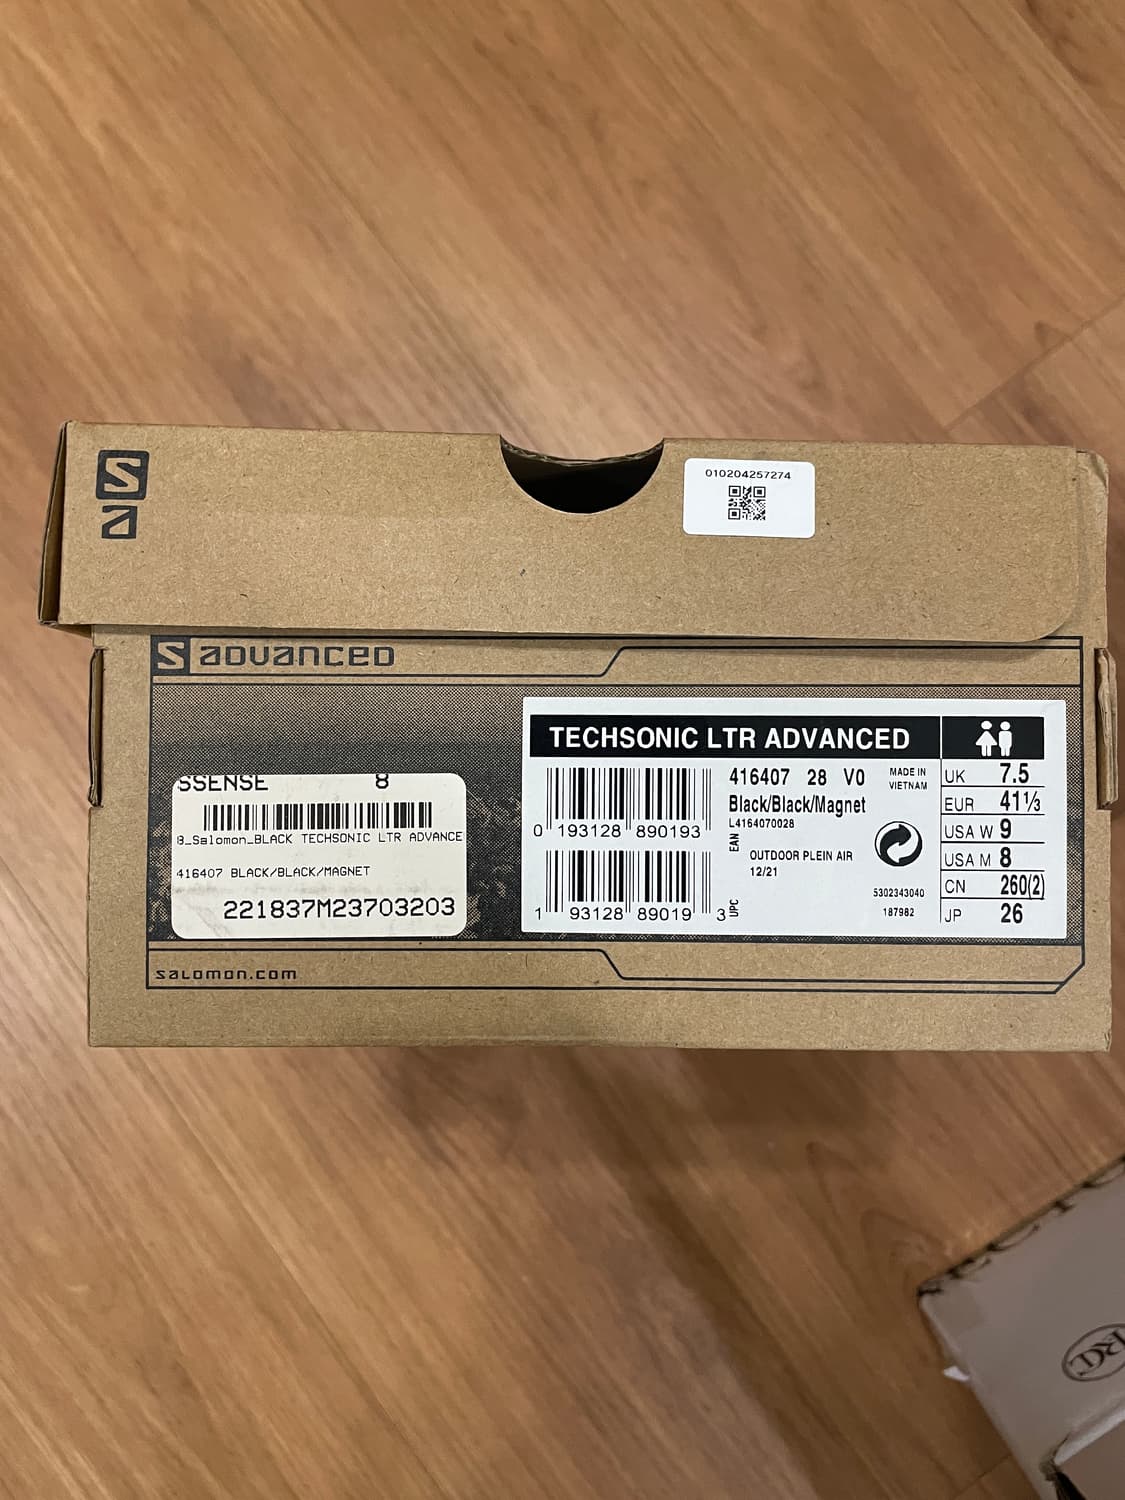 S
010204257274
S ADVANCED
TECHSONIC LTR ADVANCED
416407 28 V0
Black/Black/Magnet
L4164070028
MADE IN
VIETNAM
0 193128 890193
EAN
OUTDOOR PLEIN AIR
12/21
5302343040
187982
1 93128 89019 3
UPC
UK 7.5
EUR 41⅓
USA W 9
USA M 8
CN 260(2)
JP 26
SSENSE 8
8_Salomon_BLACK TECHSONIC LTR ADVANCE
416407 BLACK/BLACK/MAGNET
221837M23703203
salomon.com